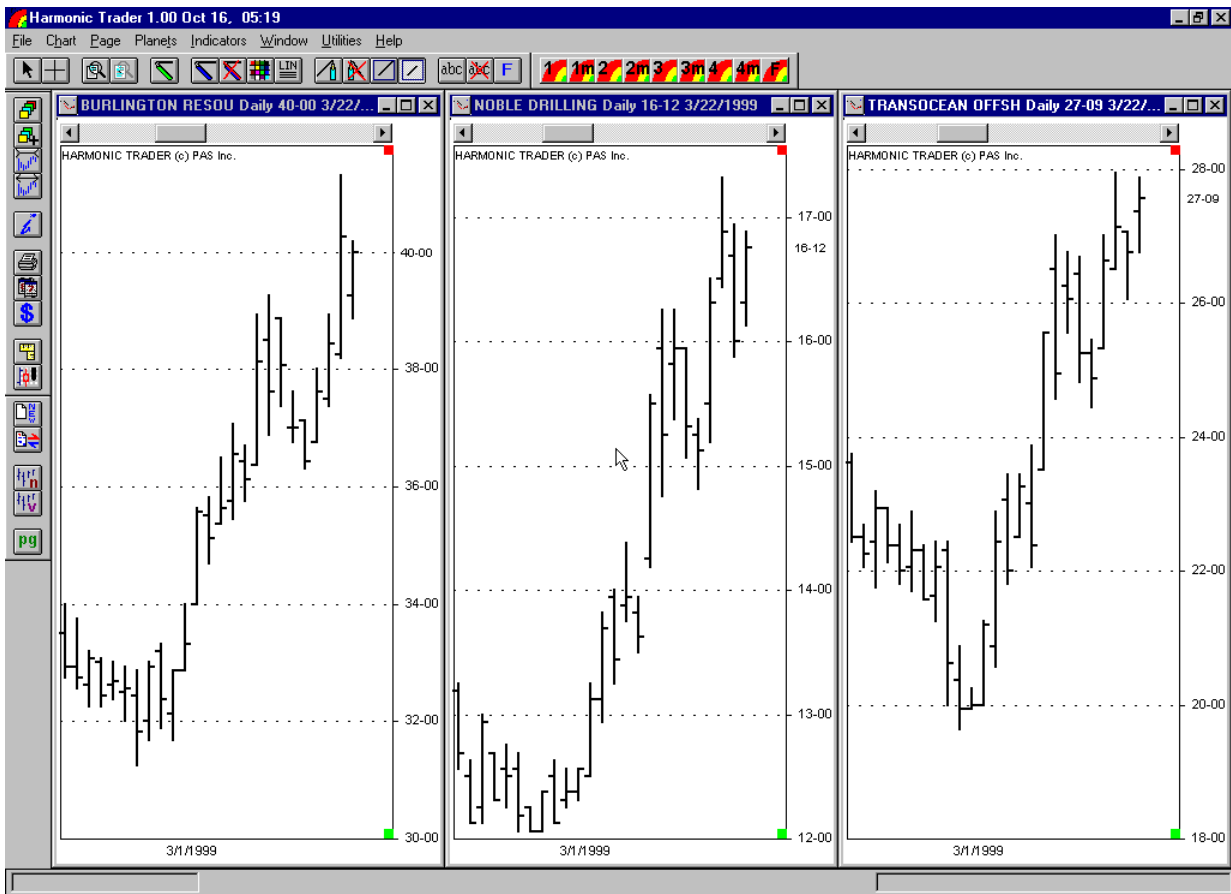 Harmonic Trader 1.00 Oct 16, 05:19
File Chart Page Planets Indicators Window Utilities Help
LIN abc abc F 1 1m 2 2m 3 3m 4 4m F
BURLINGTON RESOU Daily 40-00 3/22/...
HARMONIC TRADER (c) PAS Inc.
40-00
38-00
36-00
34-00
32-00
30-00
3/1/1999
NOBLE DRILLING Daily 16-12 3/22/1999
HARMONIC TRADER (c) PAS Inc.
17-00
16-12
16-00
15-00
14-00
13-00
12-00
3/1/1999
TRANSOCEAN OFFSH Daily 27-09 3/22/...
HARMONIC TRADER (c) PAS Inc.
28-00
27-09
26-00
24-00
22-00
20-00
18-00
3/1/1999
i
$
NEW
n
v
pg